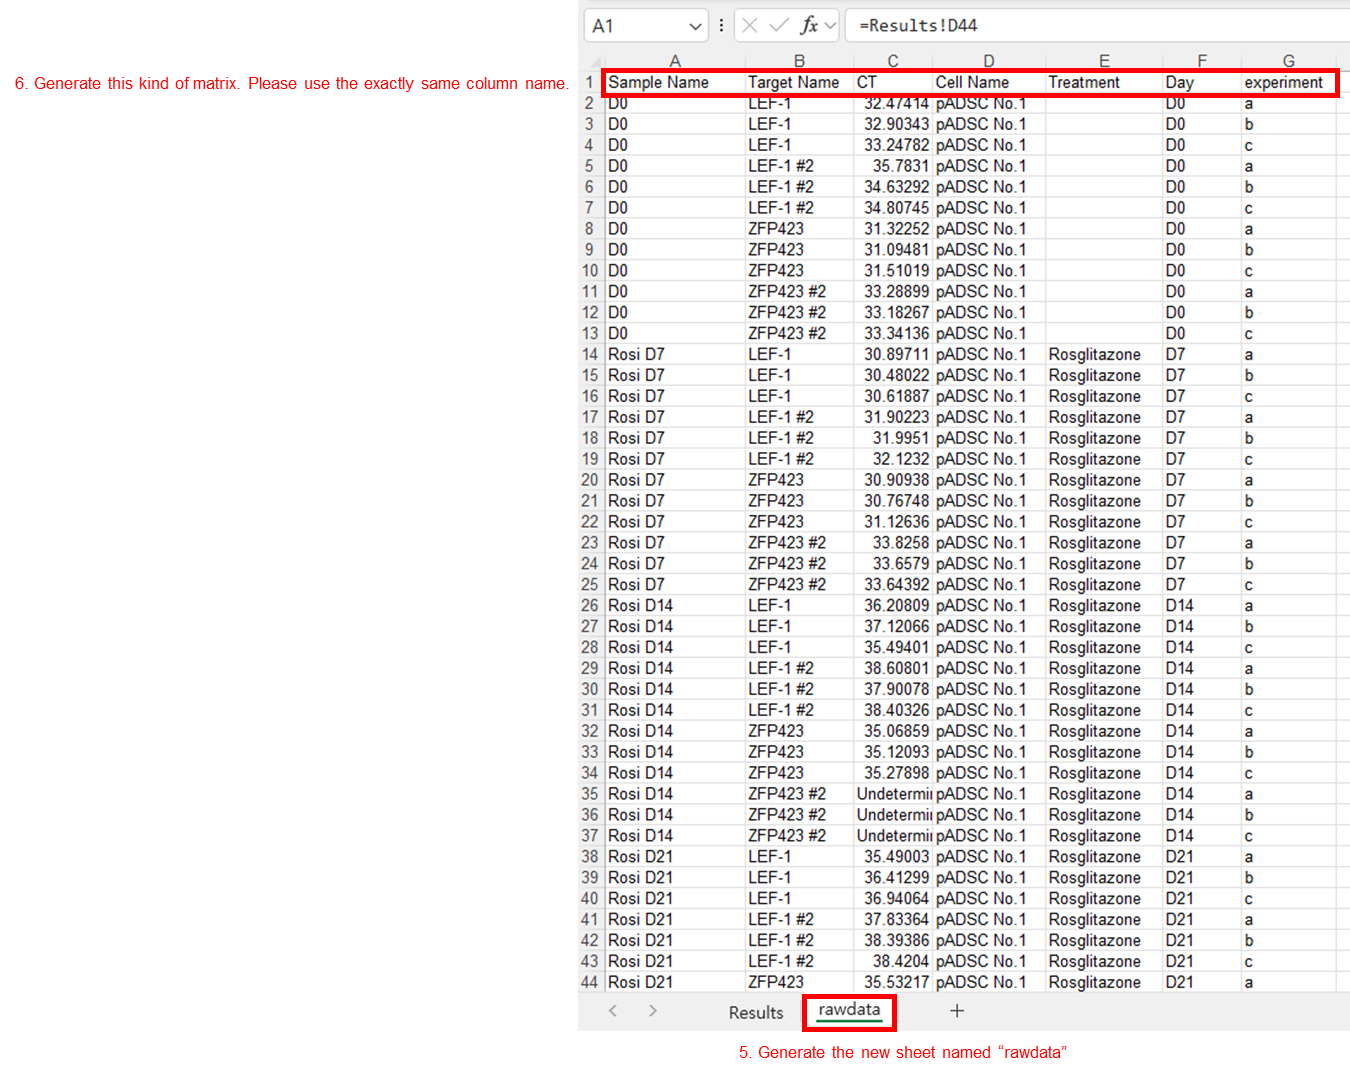 A1
fx
=Results!D44
A B C D E F G
6. Generate this kind of matrix. Please use the exactly same column name.
1 Sample Name Target Name CT Cell Name Treatment Day experiment
2 D0 LEF-1 32.47414 pADSC No.1 D0 a
3 D0 LEF-1 32.90343 pADSC No.1 D0 b
4 D0 LEF-1 33.24782 pADSC No.1 D0 c
5 D0 LEF-1 #2 35.7831 pADSC No.1 D0 a
6 D0 LEF-1 #2 34.63292 pADSC No.1 D0 b
7 D0 LEF-1 #2 34.80745 pADSC No.1 D0 c
8 D0 ZFP423 31.32252 pADSC No.1 D0 a
9 D0 ZFP423 31.09481 pADSC No.1 D0 b
10 D0 ZFP423 31.51019 pADSC No.1 D0 c
11 D0 ZFP423 #2 33.28899 pADSC No.1 D0 a
12 D0 ZFP423 #2 33.18267 pADSC No.1 D0 b
13 D0 ZFP423 #2 33.34136 pADSC No.1 D0 c
14 Rosi D7 LEF-1 30.89711 pADSC No.1 Rosglitazone D7 a
15 Rosi D7 LEF-1 30.48022 pADSC No.1 Rosglitazone D7 b
16 Rosi D7 LEF-1 30.61887 pADSC No.1 Rosglitazone D7 c
17 Rosi D7 LEF-1 #2 31.90223 pADSC No.1 Rosglitazone D7 a
18 Rosi D7 LEF-1 #2 31.9951 pADSC No.1 Rosglitazone D7 b
19 Rosi D7 LEF-1 #2 32.1232 pADSC No.1 Rosglitazone D7 c
20 Rosi D7 ZFP423 30.90938 pADSC No.1 Rosglitazone D7 a
21 Rosi D7 ZFP423 30.76748 pADSC No.1 Rosglitazone D7 b
22 Rosi D7 ZFP423 31.12636 pADSC No.1 Rosglitazone D7 c
23 Rosi D7 ZFP423 #2 33.8258 pADSC No.1 Rosglitazone D7 a
24 Rosi D7 ZFP423 #2 33.6579 pADSC No.1 Rosglitazone D7 b
25 Rosi D7 ZFP423 #2 33.64392 pADSC No.1 Rosglitazone D7 c
26 Rosi D14 LEF-1 36.20809 pADSC No.1 Rosglitazone D14 a
27 Rosi D14 LEF-1 37.12066 pADSC No.1 Rosglitazone D14 b
28 Rosi D14 LEF-1 35.49401 pADSC No.1 Rosglitazone D14 c
29 Rosi D14 LEF-1 #2 38.60801 pADSC No.1 Rosglitazone D14 a
30 Rosi D14 LEF-1 #2 37.90078 pADSC No.1 Rosglitazone D14 b
31 Rosi D14 LEF-1 #2 38.40326 pADSC No.1 Rosglitazone D14 c
32 Rosi D14 ZFP423 35.06859 pADSC No.1 Rosglitazone D14 a
33 Rosi D14 ZFP423 35.12093 pADSC No.1 Rosglitazone D14 b
34 Rosi D14 ZFP423 35.27898 pADSC No.1 Rosglitazone D14 c
35 Rosi D14 ZFP423 #2 Undetermi pADSC No.1 Rosglitazone D14 a
36 Rosi D14 ZFP423 #2 Undetermi pADSC No.1 Rosglitazone D14 b
37 Rosi D14 ZFP423 #2 Undetermi pADSC No.1 Rosglitazone D14 c
38 Rosi D21 LEF-1 35.49003 pADSC No.1 Rosglitazone D21 a
39 Rosi D21 LEF-1 36.41299 pADSC No.1 Rosglitazone D21 b
40 Rosi D21 LEF-1 36.94064 pADSC No.1 Rosglitazone D21 c
41 Rosi D21 LEF-1 #2 37.83364 pADSC No.1 Rosglitazone D21 a
42 Rosi D21 LEF-1 #2 38.39386 pADSC No.1 Rosglitazone D21 b
43 Rosi D21 LEF-1 #2 38.4204 pADSC No.1 Rosglitazone D21 c
44 Rosi D21 ZFP423 35.53217 pADSC No.1 Rosglitazone D21 a
Results rawdata +
5. Generate the new sheet named “rawdata”